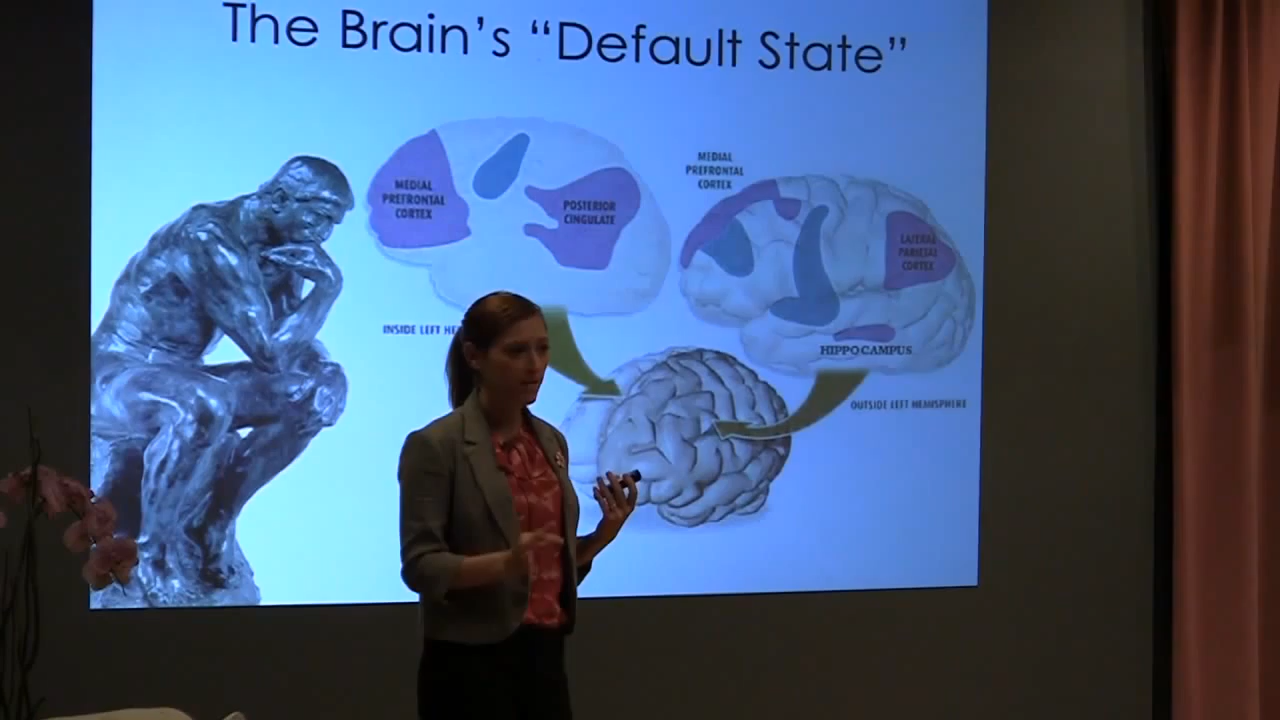 The Brain's “Default State”
MEDIAL
PREFRONTAL
CORTEX
POSTERIOR
CINGULATE
MEDIAL
PREFRONTAL
CORTEX
LATERAL
PARIETAL
CORTEX
INSIDE LEFT HE
HIPPOCAMPUS
OUTSIDE LEFT HEMISPHERE